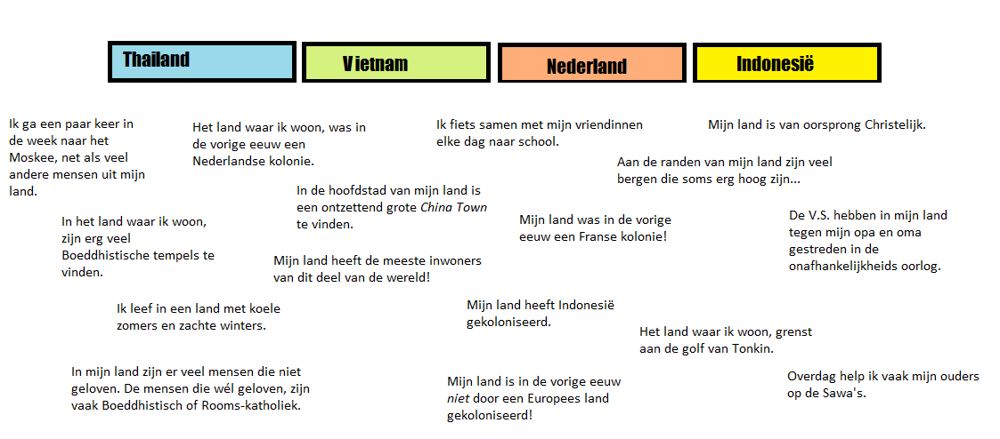 Thailand
Vietnam
Nederland
Indonesië
Ik ga een paar keer in
de week naar het
Moskee, net als veel
andere mensen uit mijn
land.
Het land waar ik woon, was in
de vorige eeuw een
Nederlandse kolonie.
Ik fiets samen met mijn vriendinnen
elke dag naar school.
Mijn land is van oorsprong Christelijk.
Aan de randen van mijn land zijn veel
bergen die soms erg hoog zijn...
In de hoofdstad van mijn land is
een ontzettend grote China Town
te vinden.
In het land waar ik woon,
zijn erg veel
Boeddhistische tempels te
vinden.
Mijn land was in de vorige
eeuw een Franse kolonie!
De V.S. hebben in mijn land
tegen mijn opa en oma
gestreden in de
onafhankelijkheids oorlog.
Mijn land heeft de meeste inwoners
van dit deel van de wereld!
Ik leef in een land met koele
zomers en zachte winters.
Mijn land heeft Indonesië
gekoloniseerd.
Het land waar ik woon, grenst
aan de golf van Tonkin.
In mijn land zijn er veel mensen die niet
geloven. De mensen die wél geloven, zijn
vaak Boeddhistisch of Rooms-katholiek.
Mijn land is in de vorige eeuw
niet door een Europees land
gekoloniseerd!
Overdag help ik vaak mijn ouders
op de Sawa's.